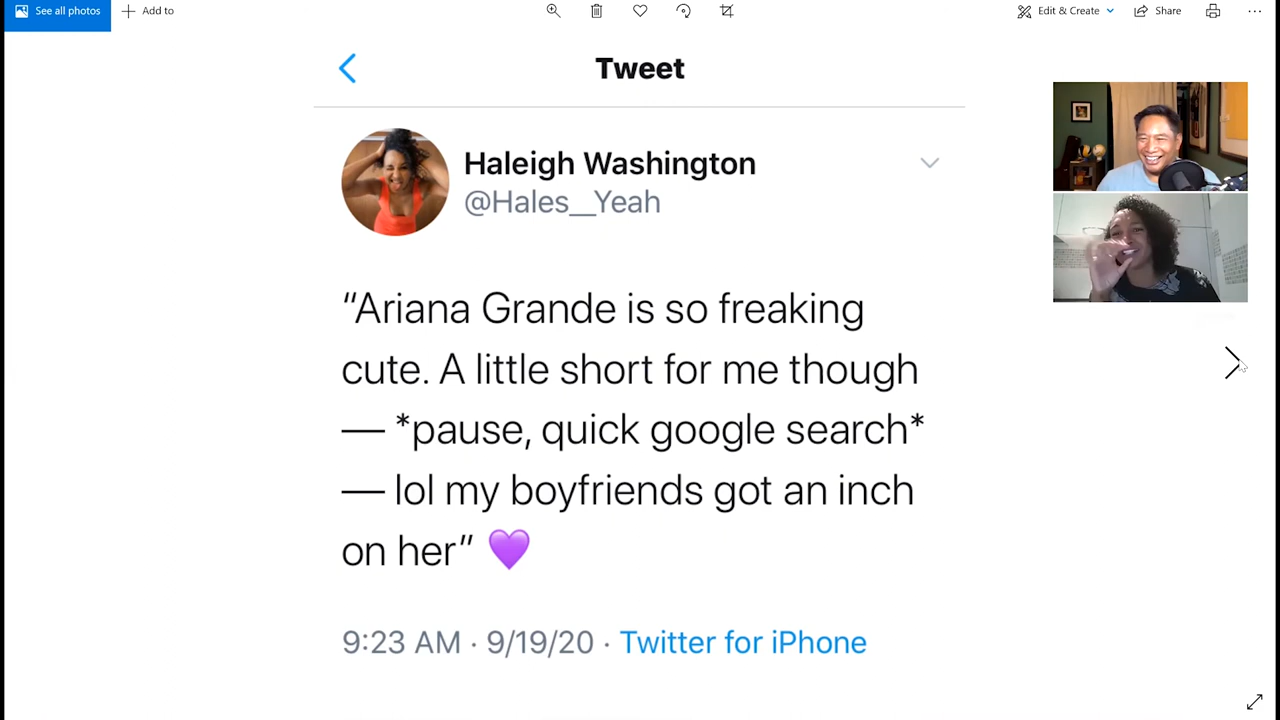 See all photos
Add to
Edit & Create
Share
Tweet
Haleigh Washington
@Hales__Yeah
“Ariana Grande is so freaking
cute. A little short for me though
— *pause, quick google search*
— lol my boyfriends got an inch
on her” 💜
9:23 AM · 9/19/20 · Twitter for iPhone